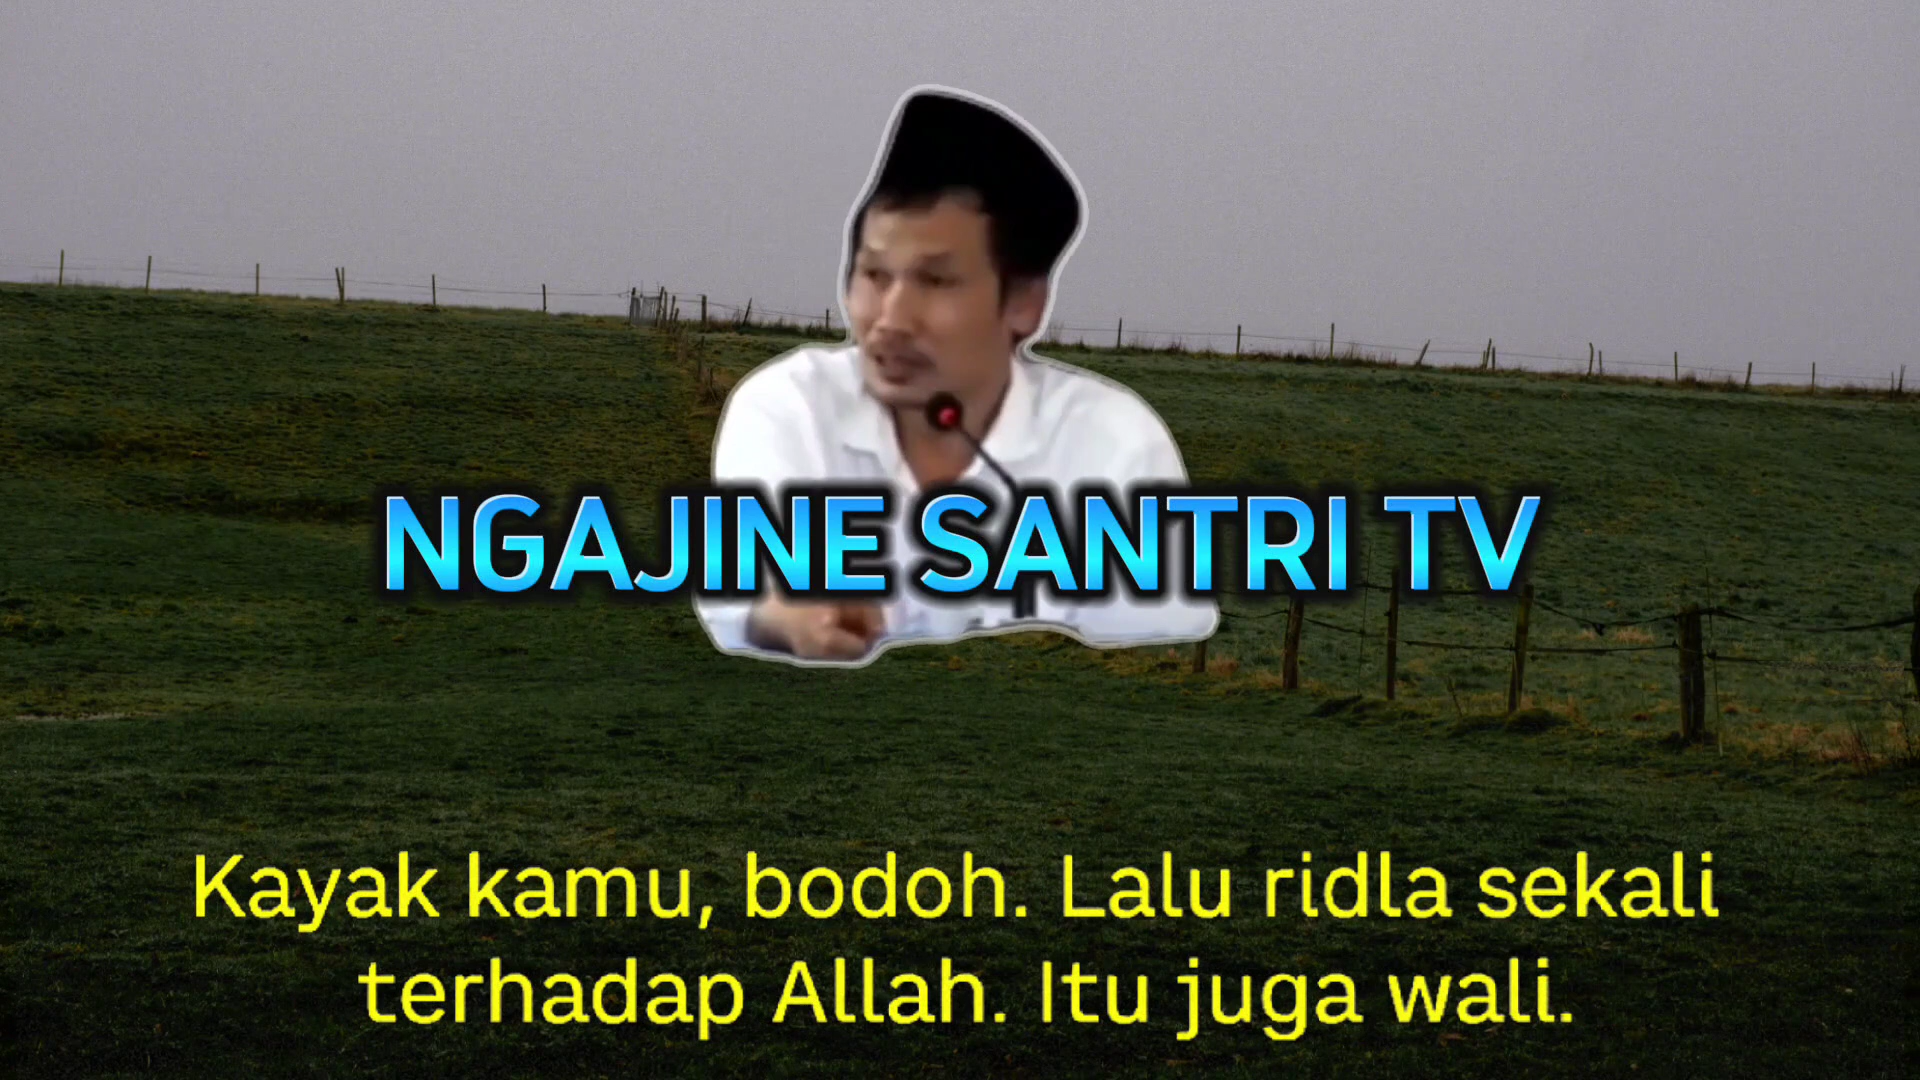 NGAJINE SANTRI TV
Kayak kamu, bodoh. Lalu ridla sekali
terhadap Allah. Itu juga wali.